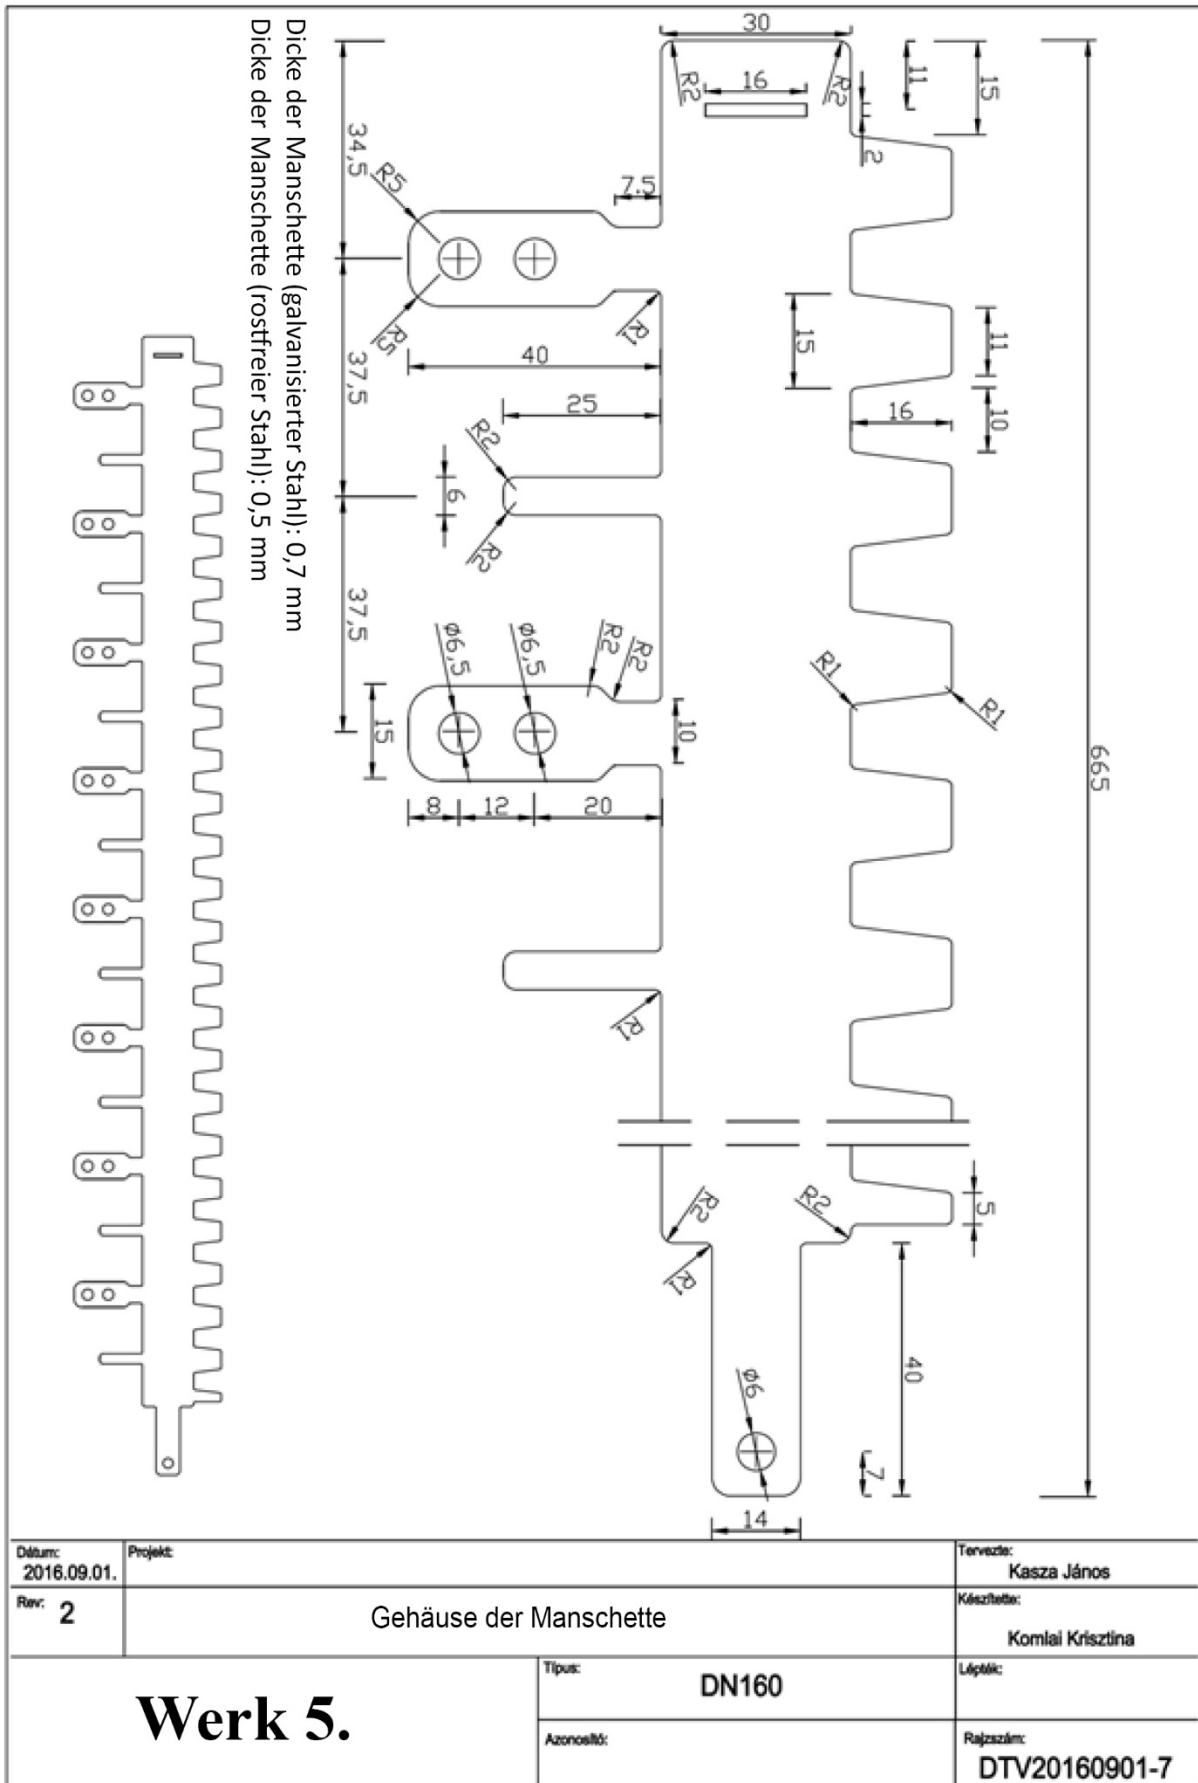 Dicke der Manschette (galvanisierter Stahl): 0,7 mm
Dicke der Manschette (rostfreier Stahl): 0,5 mm
30
16
R2
R2
11
15
2
34,5
R5
7.5
R5
R1
40
37,5
15
11
25
16
10
R2
6
R2
37,5
Ø6,5
Ø6,5
R2
R2
R1
R1
15
10
665
8
12
20
R1
R2
R2
5
R1
40
Ø6
7
14
Dátum:
2016.09.01.
Projekt:
Tervezte:
Kasza János
Rev: 2
Gehäuse der Manschette
Készítette:
Komlai Krisztina
Werk 5.
Típus:
DN160
Lépték:
Azonosító:
Rajzszám:
DTV20160901-7